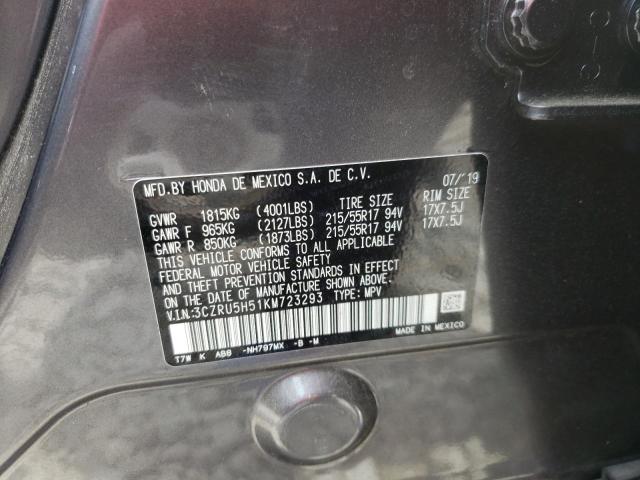 MFD.BY HONDA DE MEXICO S.A. DE C.V. 07/19
TIRE SIZE RIM SIZE
GVWR 1815KG (4001LBS)
GAWR F 965KG (2127LBS) 215/55R17 94V 17X7.5J
GAWR R 850KG (1873LBS) 215/55R17 94V 17X7.5J
THIS VEHICLE CONFORMS TO ALL APPLICABLE
FEDERAL MOTOR VEHICLE SAFETY
AND THEFT PREVENTION STANDARDS IN EFFECT
ON THE DATE OF MANUFACTURE SHOWN ABOVE.
V.I.N:3CZRU5H51KM723293 TYPE: MPV
T7W K ABB -NH797MX -B -M
MADE IN MEXICO